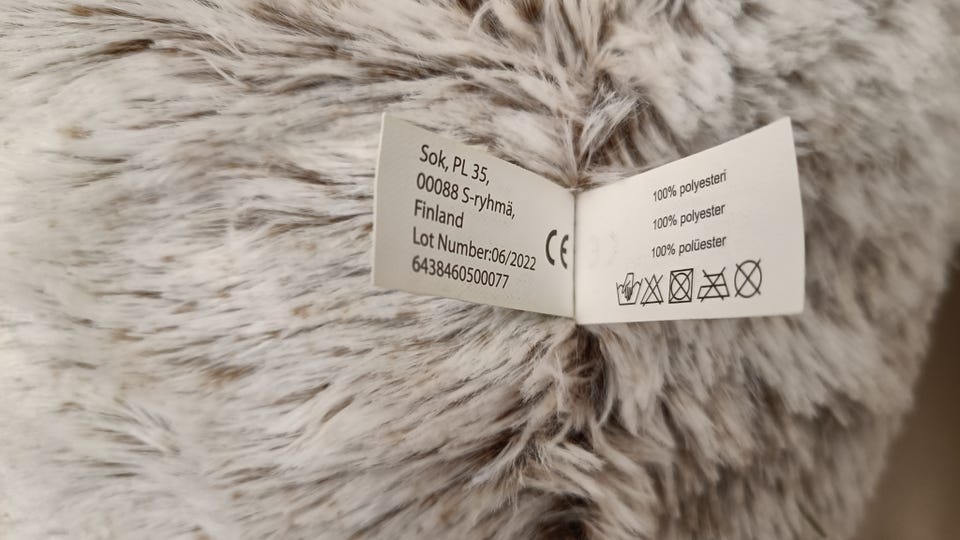 Sok, PL 35,
00088 S-ryhmä,
Finland
Lot Number:06/2022
6438460500077
CE
100% polyesteri
100% polyester
100% polüester